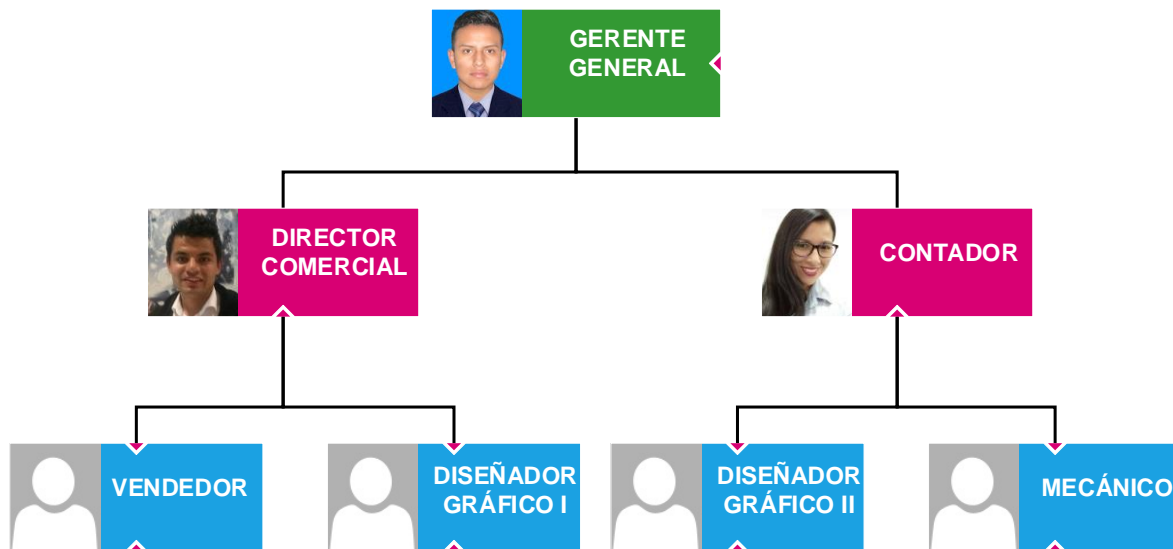 GERENTE
GENERAL
DIRECTOR
COMERCIAL
CONTADOR
VENDEDOR
DISEÑADOR
GRÁFICO I
DISEÑADOR
GRÁFICO II
MECÁNICO